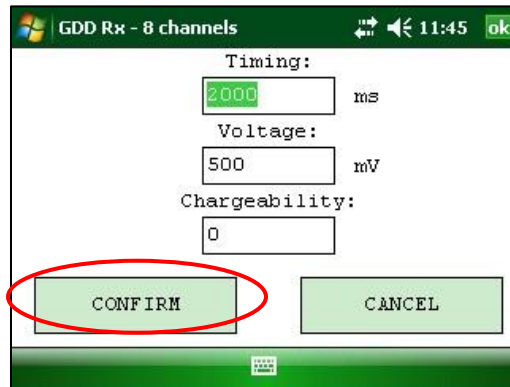 GDD Rx - 8 channels 11:45 ok
Timing:
2000 ms
Voltage:
500 mV
Chargeability:
0
CONFIRM CANCEL